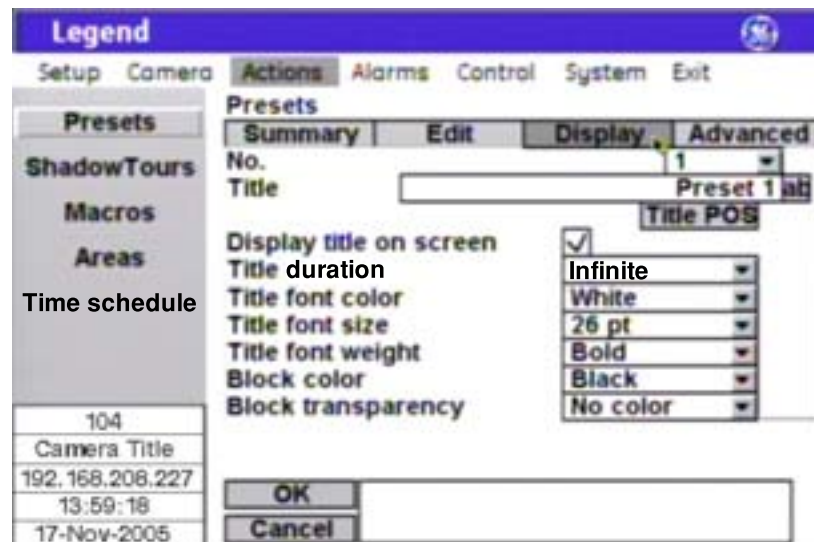 Legend
Setup Camera Actions Alarms Control System Exit
Presets
ShadowTours
Macros
Areas
Time schedule
104
Camera Title
192.168.208.227
13:59:18
17-Nov-2005
Presets
Summary Edit Display Advanced
No. 1
Title Preset 1 ab
Title POS
Display title on screen
Title duration Infinite
Title font color White
Title font size 26 pt
Title font weight Bold
Block color Black
Block transparency No color
OK
Cancel